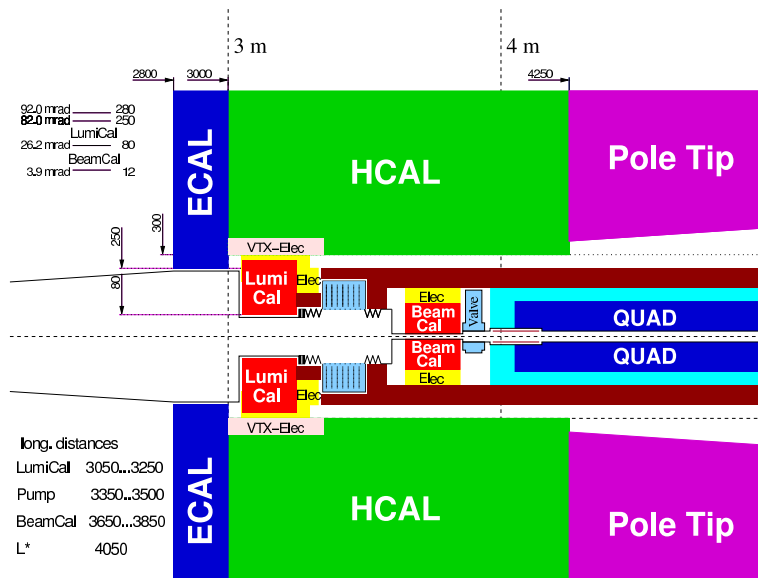 3 m
4 m
2800
3000
4250
92.0 mrad 280
82.0 mrad 250
LumiCal
26.2 mrad 80
BeamCal
3.9 mrad 12
ECAL
HCAL
Pole Tip
300
250
80
VTX-Elec
Lumi
Cal
Elec
Elec
Beam
Cal
Valve
QUAD
QUAD
Beam
Cal
Elec
Lumi
Cal
Elec
VTX-Elec
ECAL
HCAL
Pole Tip
long. distances
LumiCal 3050...3250
Pump 3350...3500
BeamCal 3650...3850
L* 4050